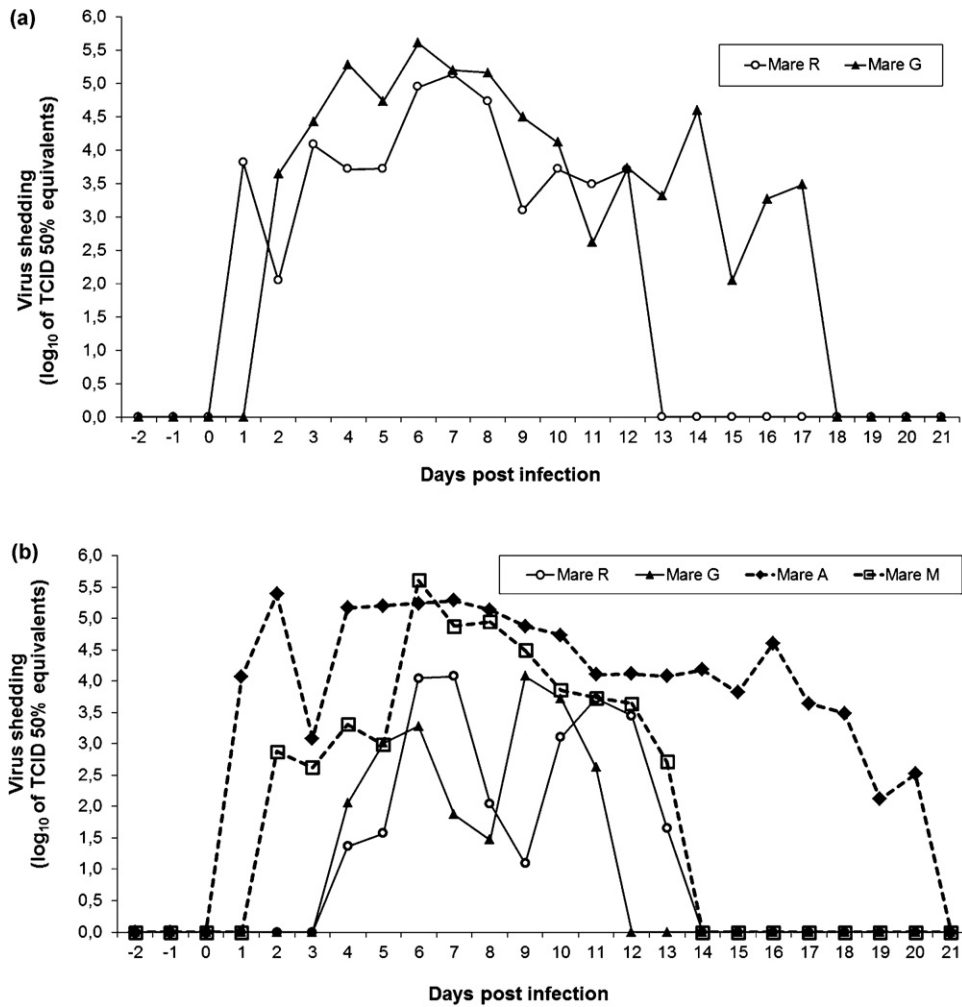 (a)
6,0
5,5
5,0
4,5
4,0
3,5
3,0
2,5
2,0
1,5
1,0
0,5
0,0
Virus shedding
(log₁₀ of TCID 50% equivalents)
Mare R Mare G
-2 -1 0 1 2 3 4 5 6 7 8 9 10 11 12 13 14 15 16 17 18 19 20 21
Days post infection
(b)
6,0
5,5
5,0
4,5
4,0
3,5
3,0
2,5
2,0
1,5
1,0
0,5
0,0
Virus shedding
(log₁₀ of TCID 50% equivalents)
Mare R Mare G Mare A Mare M
-2 -1 0 1 2 3 4 5 6 7 8 9 10 11 12 13 14 15 16 17 18 19 20 21
Days post infection